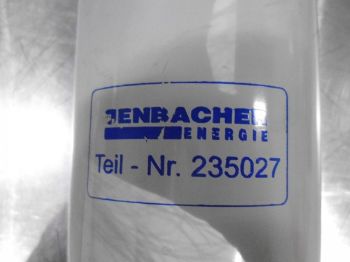 JENBACHER
ENERGIE
Teil - Nr. 235027